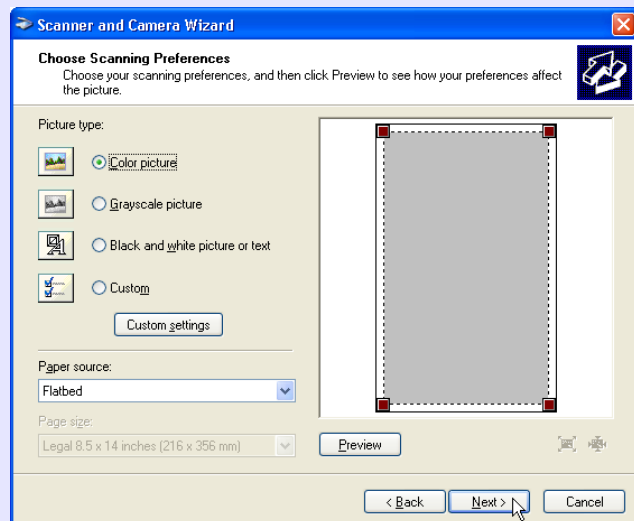 Scanner and Camera Wizard
Choose Scanning Preferences
Choose your scanning preferences, and then click Preview to see how your preferences affect
the picture.
Picture type:
Color picture
Grayscale picture
Black and white picture or text
Custom
Custom settings
Paper source:
Flatbed
Page size:
Legal 8.5 x 14 inches (216 x 356 mm)
Preview
< Back
Next >
Cancel